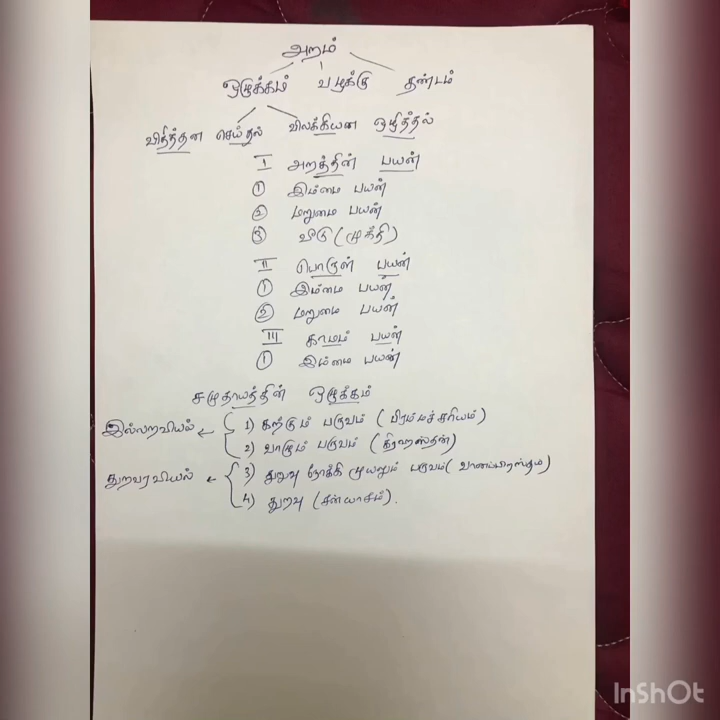 அறம்
ஒழுக்கம் வழக்கு தண்டம்
விதித்தன செய்தல் விலக்கியன ஒழித்தல்
I அறத்தின் பயன்
1 இம்மை பயன்
2 மறுமை பயன்
3 வீடு (முக்தி)
II பொருள் பயன்
1 இம்மை பயன்
2 மறுமை பயன்
III காமம் பயன்
1 இம்மை பயன்
சமுதாயத்தின் ஒழுக்கம்
இல்லறவியல் ← 1) கற்கும் பருவம் (பிரம்மச்சரியம்)
2) வாழும் பருவம் (கிரஹஸ்தன்)
துறவரவியல் ← 3) துறவு நோக்கி முயலும் பருவம் (வானப்பிரஸ்தம்)
4) துறவு (சன்யாசம்).
InShOt